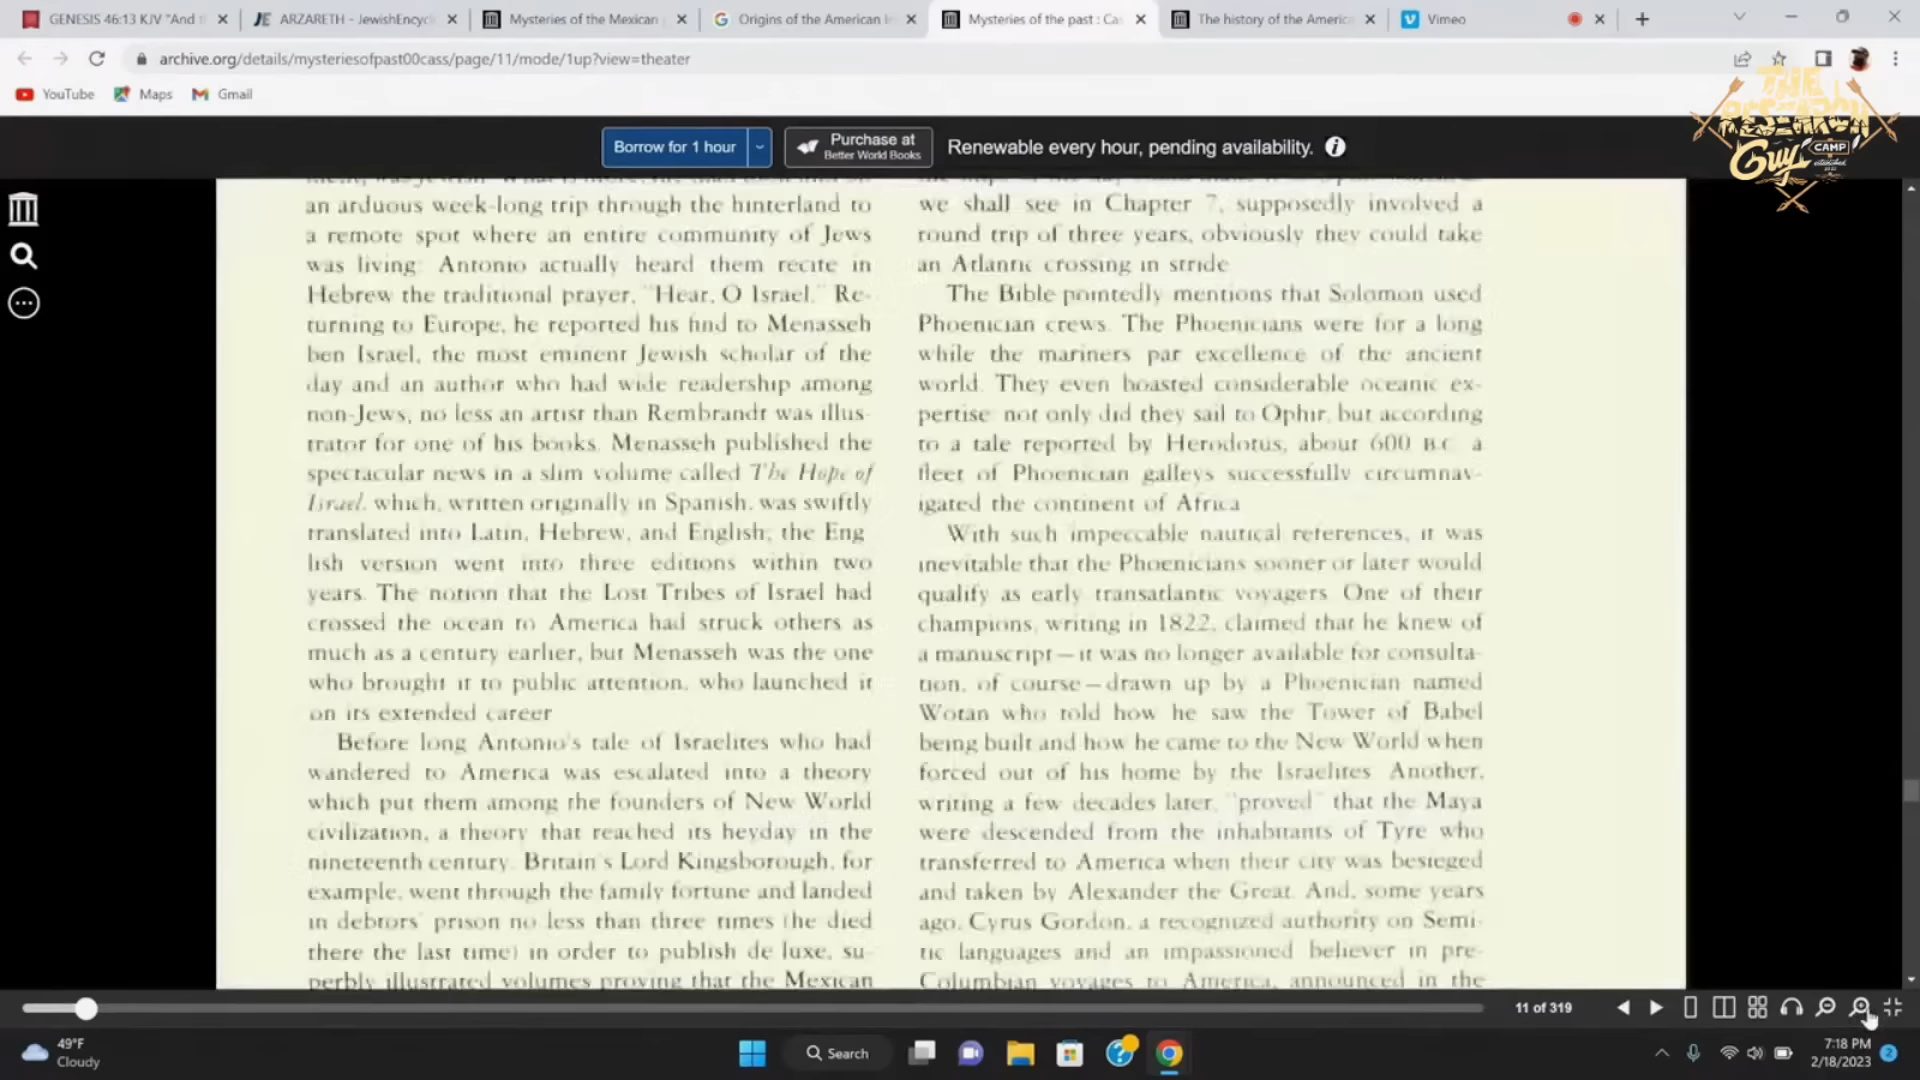 GENESIS 46:13 KJV "And t
ARZARETH - JewishEncycl
Mysteries of the Mexican
Origins of the American I
Mysteries of the past : Cas
The history of the America
Vimeo
archive.org/details/mysteriesofpast00cass/page/11/mode/1up?view=theater
YouTube
Maps
Gmail
THE
RESEARCH
Guy
CAMP
Borrow for 1 hour
Purchase at
Better World Books
Renewable every hour, pending availability.
an arduous week-long trip through the hinterland to
a remote spot where an entire community of Jews
was living: Antonio actually heard them recite in
Hebrew the traditional prayer, "Hear, O Israel." Re-
turning to Europe, he reported his find to Menasseh
ben Israel, the most eminent Jewish scholar of the
day and an author who had wide readership among
non-Jews, no less an artist than Rembrandt was illus-
trator for one of his books. Menasseh published the
spectacular news in a slim volume called The Hope of
Israel, which, written originally in Spanish, was swiftly
translated into Latin, Hebrew, and English; the Eng
lish version went into three editions within two
years. The notion that the Lost Tribes of Israel had
crossed the ocean to America had struck others as
much as a century earlier, but Menasseh was the one
who brought it to public attention, who launched it
on its extended career
Before long Antonio's tale of Israelites who had
wandered to America was escalated into a theory
which put them among the founders of New World
civilization, a theory that reached its heyday in the
nineteenth century. Britain's Lord Kingsborough, for
example, went through the family fortune and landed
in debtors' prison no less than three times (he died
there the last time) in order to publish de luxe, su-
perbly illustrated volumes proving that the Mexican
we shall see in Chapter 7, supposedly involved a
round trip of three years, obviously they could take
an Atlantic crossing in stride
The Bible pointedly mentions that Solomon used
Phoenician crews. The Phoenicians were for a long
while the mariners par excellence of the ancient
world. They even boasted considerable oceanic ex-
pertise not only did they sail to Ophir, but according
to a tale reported by Herodotus, about 600 B.C. a
fleet of Phoenician galleys successfully circumnav-
igated the continent of Africa
With such impeccable nautical references, it was
inevitable that the Phoenicians sooner or later would
qualify as early transatlantic voyagers. One of their
champions, writing in 1822, claimed that he knew of
a manuscript—it was no longer available for consulta-
tion, of course—drawn up by a Phoenician named
Wotan who told how he saw the Tower of Babel
being built and how he came to the New World when
forced out of his home by the Israelites Another,
writing a few decades later, "proved" that the Maya
were descended from the inhabitants of Tyre who
transferred to America when their city was besieged
and taken by Alexander the Great. And, some years
ago, Cyrus Gordon, a recognized authority on Semi-
tic languages and an impassioned believer in pre-
Columbian voyages to America, announced in the
11 of 319
49°F
Cloudy
Search
7:18 PM
2/18/2023
2